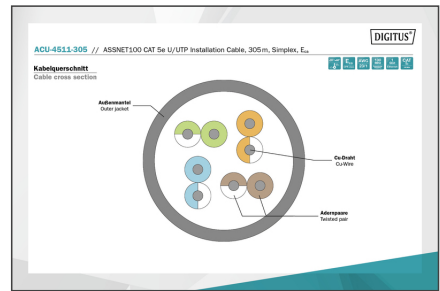 DIGITUS®
ACU-4511-305 // ASSNET100 CAT 5e U/UTP Installation Cable, 305 m, Simplex, Eca
Kabelquerschnitt
Cable cross section
Außenmantel
Outer jacket
Cu-Draht
Cu-Wire
Adernpaare
Twisted pair